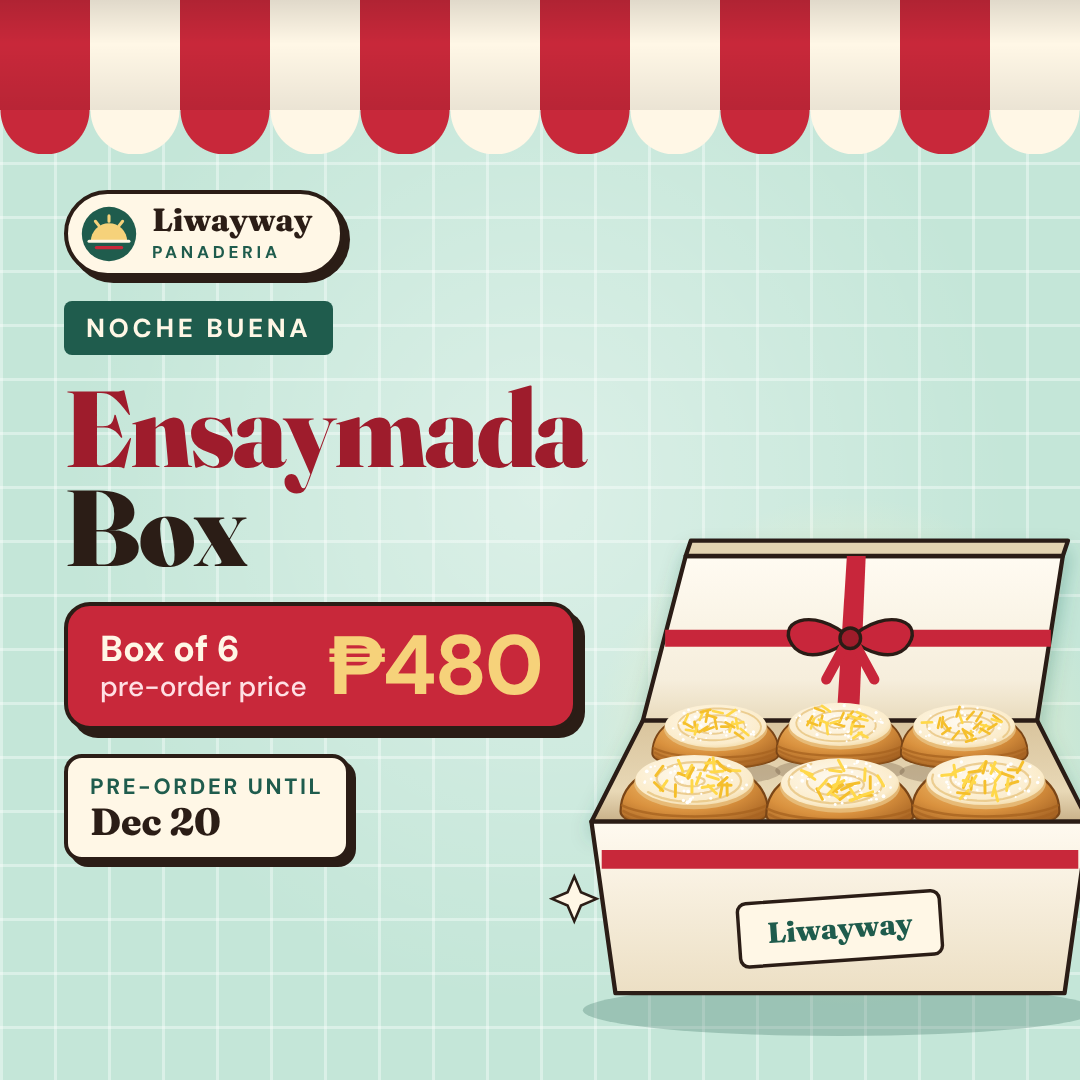 Liwayway
PANADERIA
NOCHE BUENA
Ensaymada
Box
Box of 6
pre-order price
₱480
PRE-ORDER UNTIL
Dec 20
Liwayway